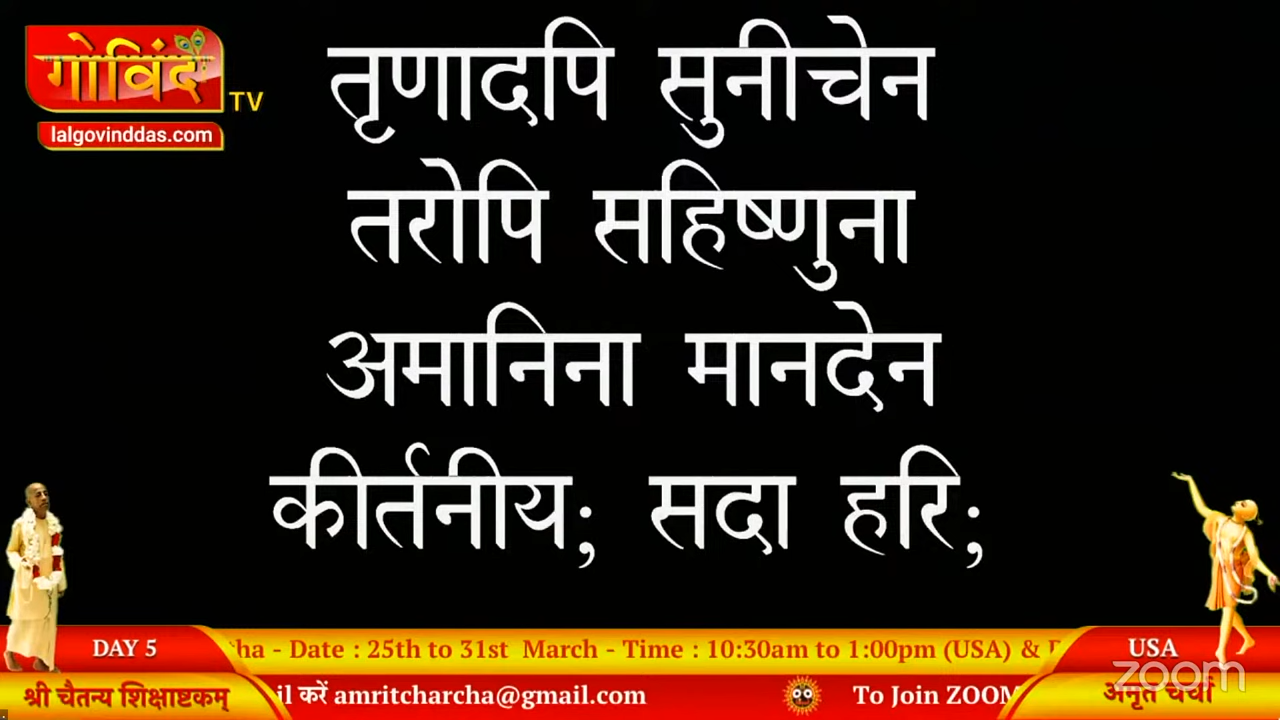 गोविंद
TV
lalgovinddas.com
तृणादपि सुनीचेन
तरोपि सहिष्णुना
अमानिना मानदेन
कीर्तनीय; सदा हरि;
DAY 5
tha - Date : 25th to 31st March - Time : 10:30am to 1:00pm (USA) &
USA
zoom
श्री चैतन्य शिक्षाष्टकम्
il करें amritcharcha@gmail.com
To Join ZOOM
अमृत चर्चा